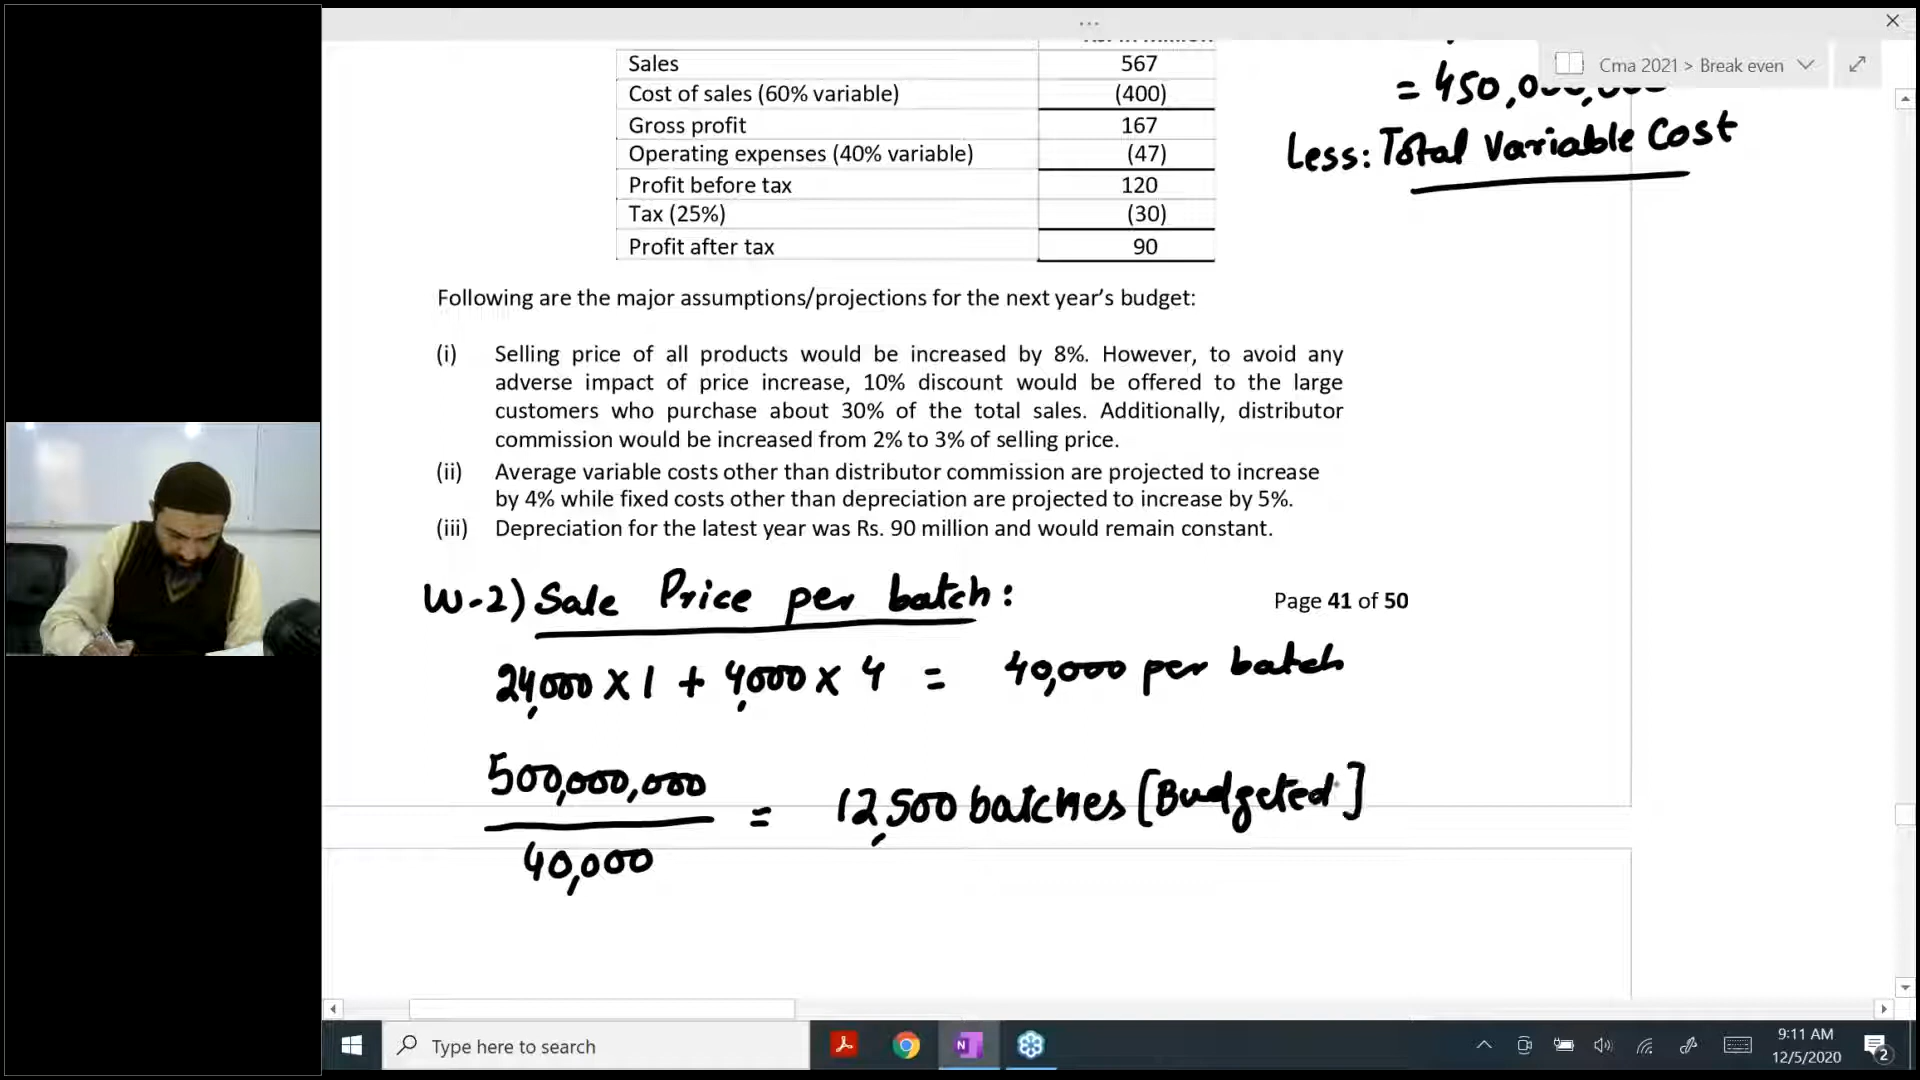 Cma 2021 > Break even
Sales 567
Cost of sales (60% variable) (400)
Gross profit 167
Operating expenses (40% variable) (47)
Profit before tax 120
Tax (25%) (30)
Profit after tax 90
Less: Total Variable Cost
Following are the major assumptions/projections for the next year's budget:
(i) Selling price of all products would be increased by 8%. However, to avoid any
adverse impact of price increase, 10% discount would be offered to the large
customers who purchase about 30% of the total sales. Additionally, distributor
commission would be increased from 2% to 3% of selling price.
(ii) Average variable costs other than distributor commission are projected to increase
by 4% while fixed costs other than depreciation are projected to increase by 5%.
(iii) Depreciation for the latest year was Rs. 90 million and would remain constant.
W-2) Sale Price per batch:
Page 41 of 50
24,000 x 1 + 4,000 x 4 = 40,000 per batch
500,000,000
= 12,500 batches [Budgeted]
40,000
Type here to search
9:11 AM
12/5/2020
2